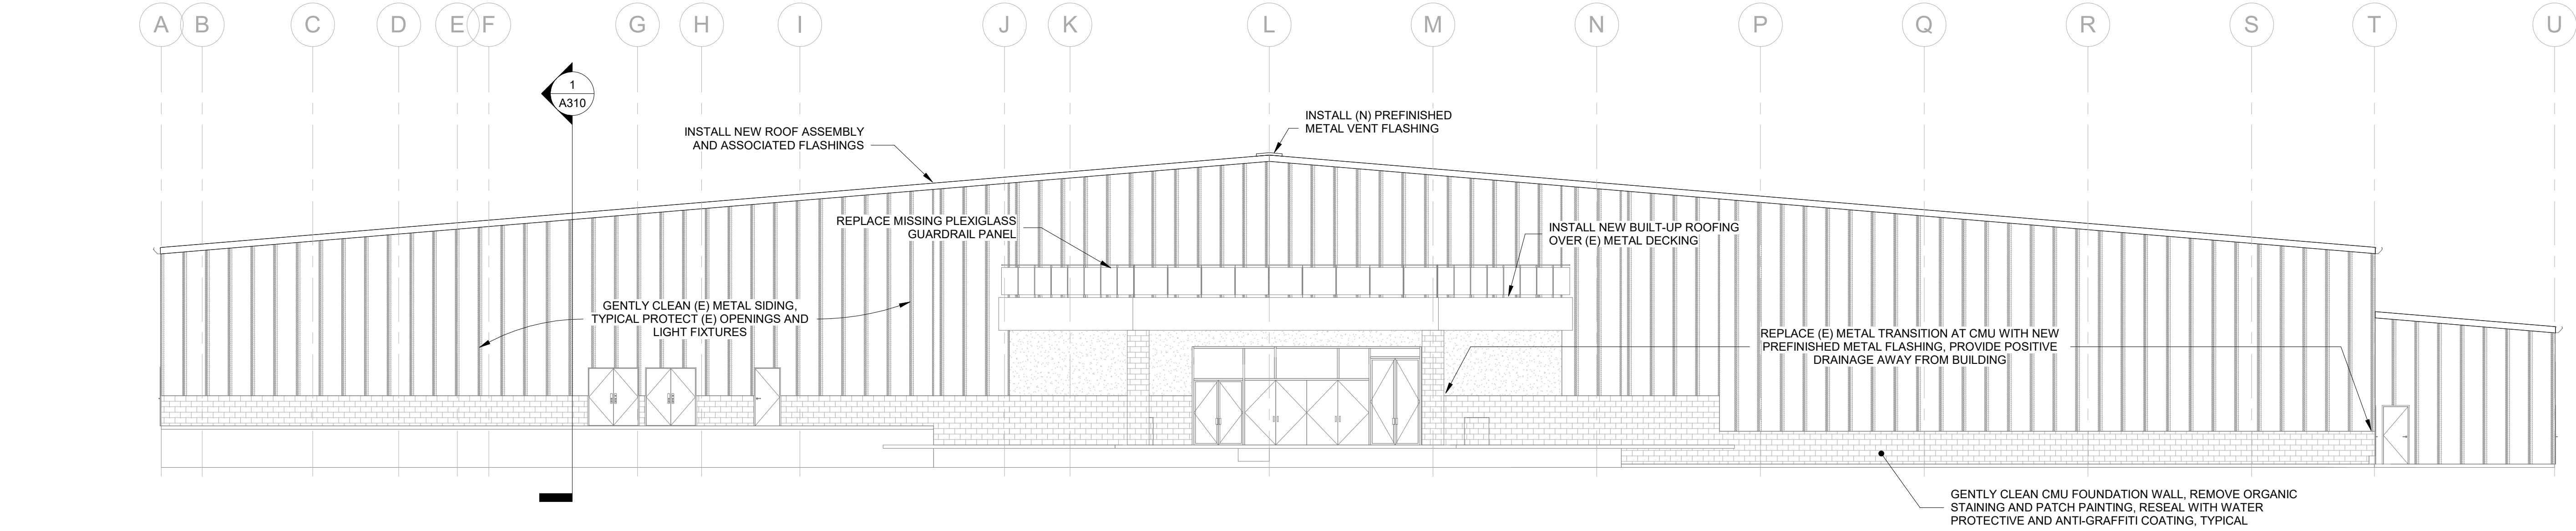 A B C D E F G H I J K L M N P Q R S T U
1
A310
INSTALL (N) PREFINISHED
METAL VENT FLASHING
INSTALL NEW ROOF ASSEMBLY
AND ASSOCIATED FLASHINGS
REPLACE MISSING PLEXIGLASS
GUARDRAIL PANEL
INSTALL NEW BUILT-UP ROOFING
OVER (E) METAL DECKING
GENTLY CLEAN (E) METAL SIDING,
TYPICAL PROTECT (E) OPENINGS AND
LIGHT FIXTURES
REPLACE (E) METAL TRANSITION AT CMU WITH NEW
PREFINISHED METAL FLASHING, PROVIDE POSITIVE
DRAINAGE AWAY FROM BUILDING
GENTLY CLEAN CMU FOUNDATION WALL, REMOVE ORGANIC
STAINING AND PATCH PAINTING, RESEAL WITH WATER
PROTECTIVE AND ANTI-GRAFFITI COATING, TYPICAL